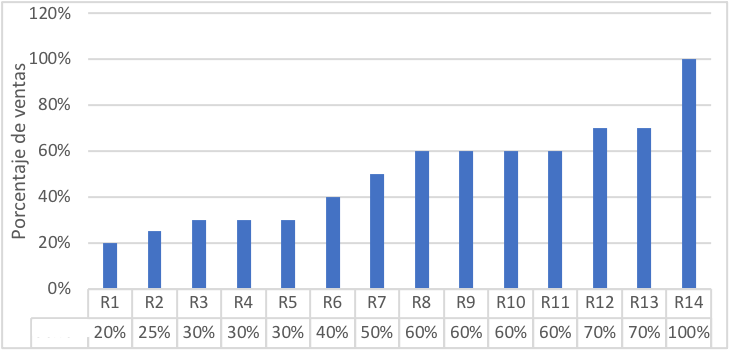 120%
100%
80%
60%
40%
20%
0%
Porcentaje de ventas
R1 R2 R3 R4 R5 R6 R7 R8 R9 R10 R11 R12 R13 R14
20% 25% 30% 30% 30% 40% 50% 60% 60% 60% 60% 70% 70% 100%